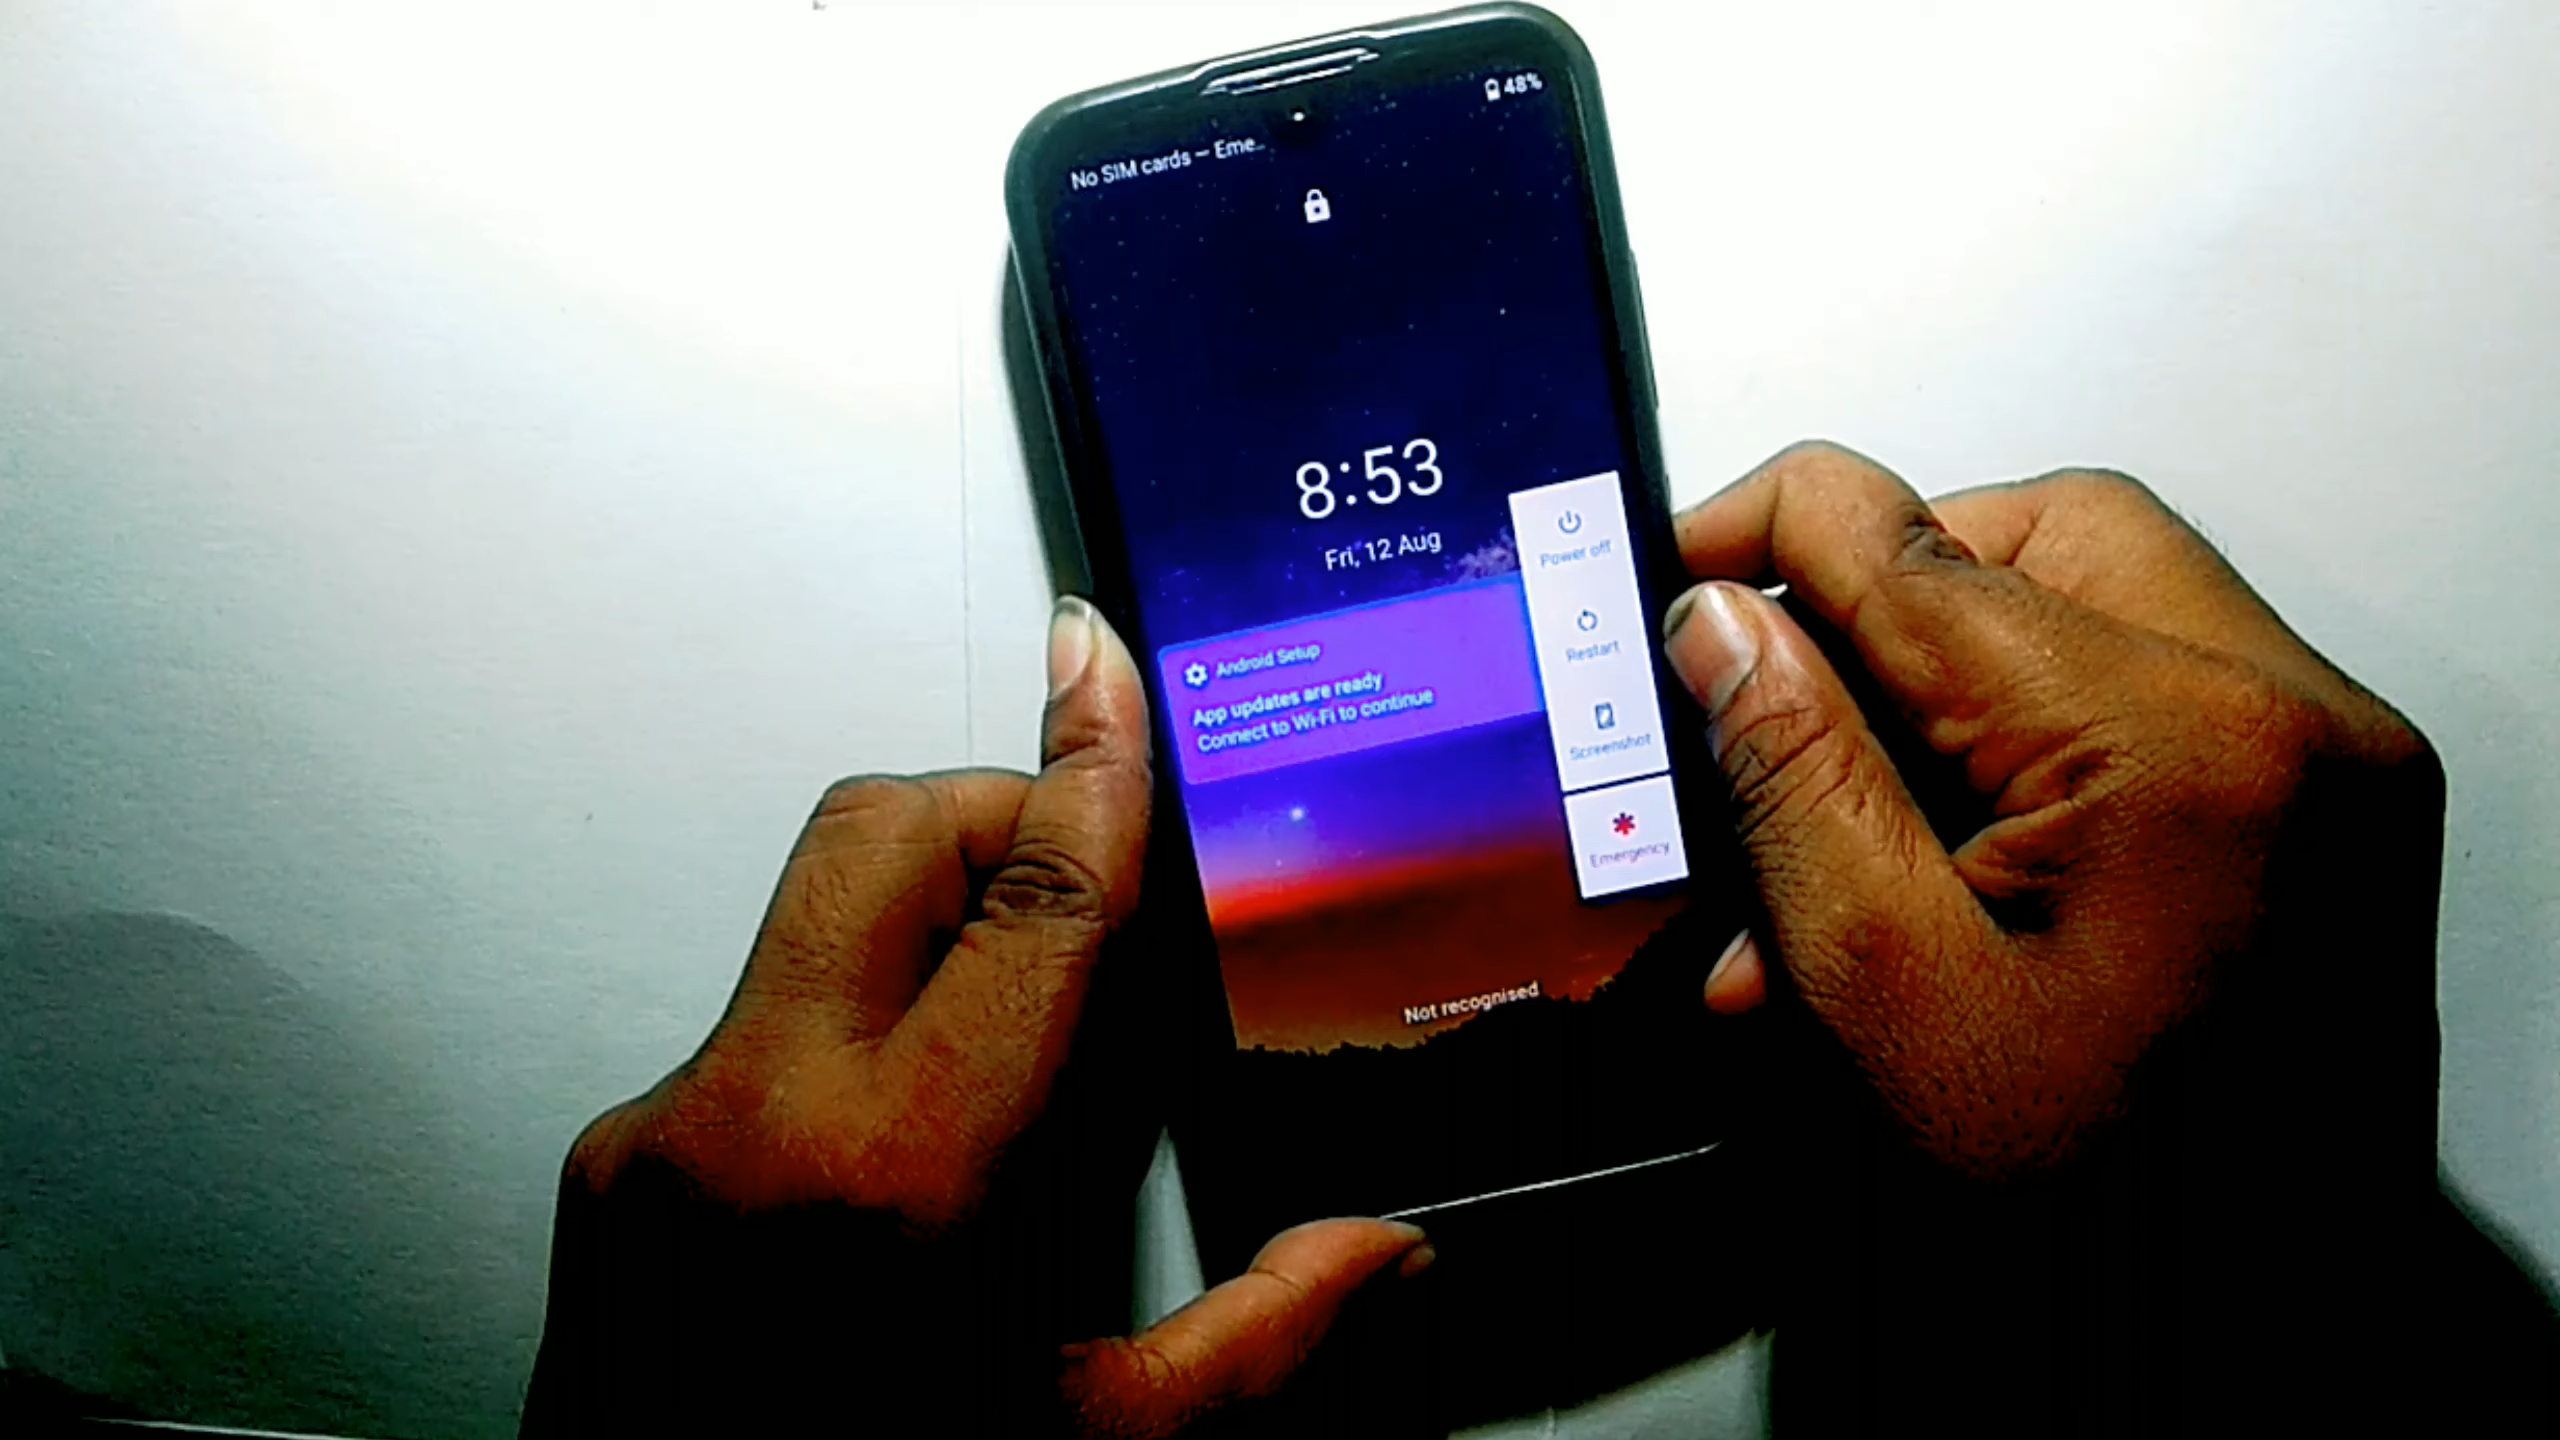 48%
No SIM cards – Eme..
8:53
Fri, 12 Aug
Power off
Restart
Screenshot
Emergency
Android Setup
App updates are ready
Connect to Wi-Fi to continue
Not recognised